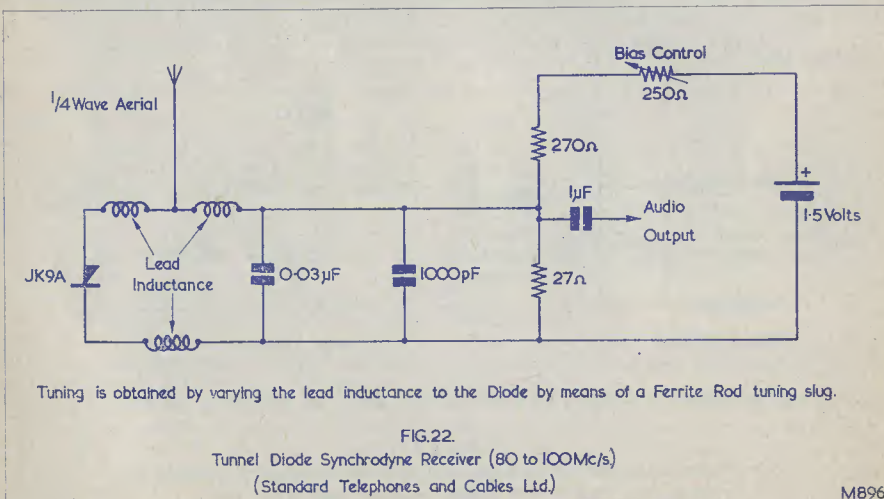 Bias Control
1/4 Wave Aerial
250Ω
270Ω
1μF
+
Audio
Output
1·5 Volts
Lead
Inductance
JK9A
0·03μF
1000pF
27Ω
Tuning is obtained by varying the lead inductance to the Diode by means of a Ferrite Rod tuning slug.
FIG.22.
Tunnel Diode Synchrodyne Receiver (80 to 100Mc/s)
(Standard Telephones and Cables Ltd.)
M896